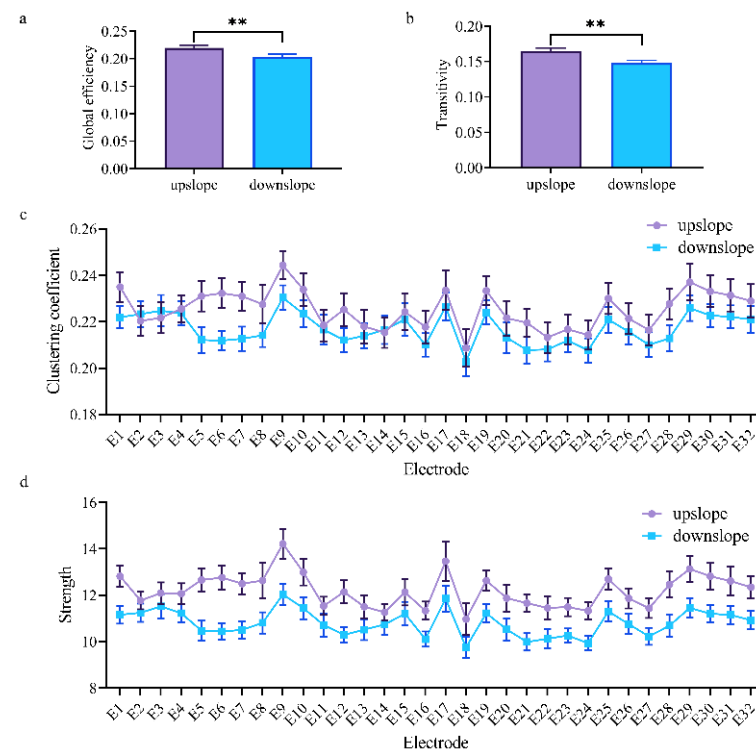 a
**
0.25
0.20
0.15
0.10
0.05
0.00
Global efficiency
upslope
downslope
b
**
0.20
0.15
0.10
0.05
0.00
Transitivity
upslope
downslope
c
upslope
downslope
0.26
0.24
0.22
0.20
0.18
Clustering coefficient
E1 E2 E3 E4 E5 E6 E7 E8 E9 E10 E11 E12 E13 E14 E15 E16 E17 E18 E19 E20 E21 E22 E23 E24 E25 E26 E27 E28 E29 E30 E31 E32
Electrode
d
upslope
downslope
16
14
12
10
8
Strength
E1 E2 E3 E4 E5 E6 E7 E8 E9 E10 E11 E12 E13 E14 E15 E16 E17 E18 E19 E20 E21 E22 E23 E24 E25 E26 E27 E28 E29 E30 E31 E32
Electrode